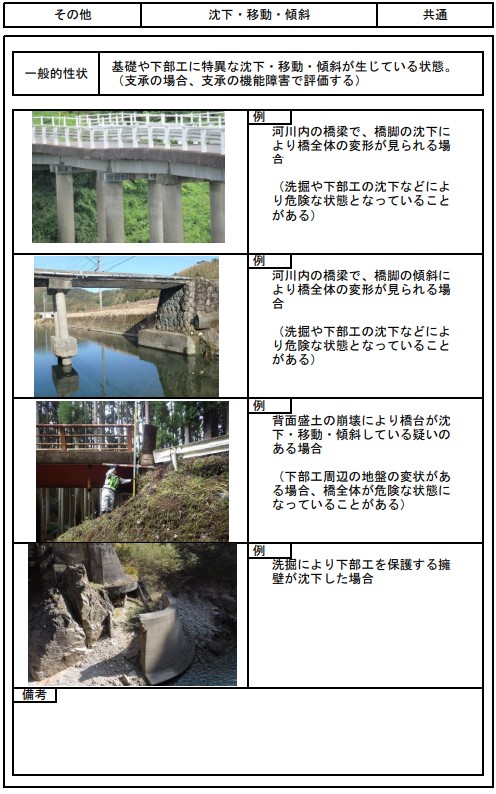 その他
沈下・移動・傾斜
共通
一般的性状
基礎や下部工に特異な沈下・移動・傾斜が生じている状態。
（支承の場合、支承の機能障害で評価する）
例
河川内の橋梁で、橋脚の沈下に
より橋全体の変形が見られる場
合
（洗掘や下部工の沈下などによ
り危険な状態となっていること
がある）
例
河川内の橋梁で、橋脚の傾斜に
より橋全体の変形が見られる場
合
（洗掘や下部工の沈下などによ
り危険な状態となっていること
がある）
例
背面盛土の崩壊により橋台が沈
下・移動・傾斜している疑いの
ある場合
（下部工周辺の地盤の変状があ
る場合、橋全体が危険な状態に
なっていることがある）
例
洗掘により下部工を保護する擁
壁が沈下した場合
備考